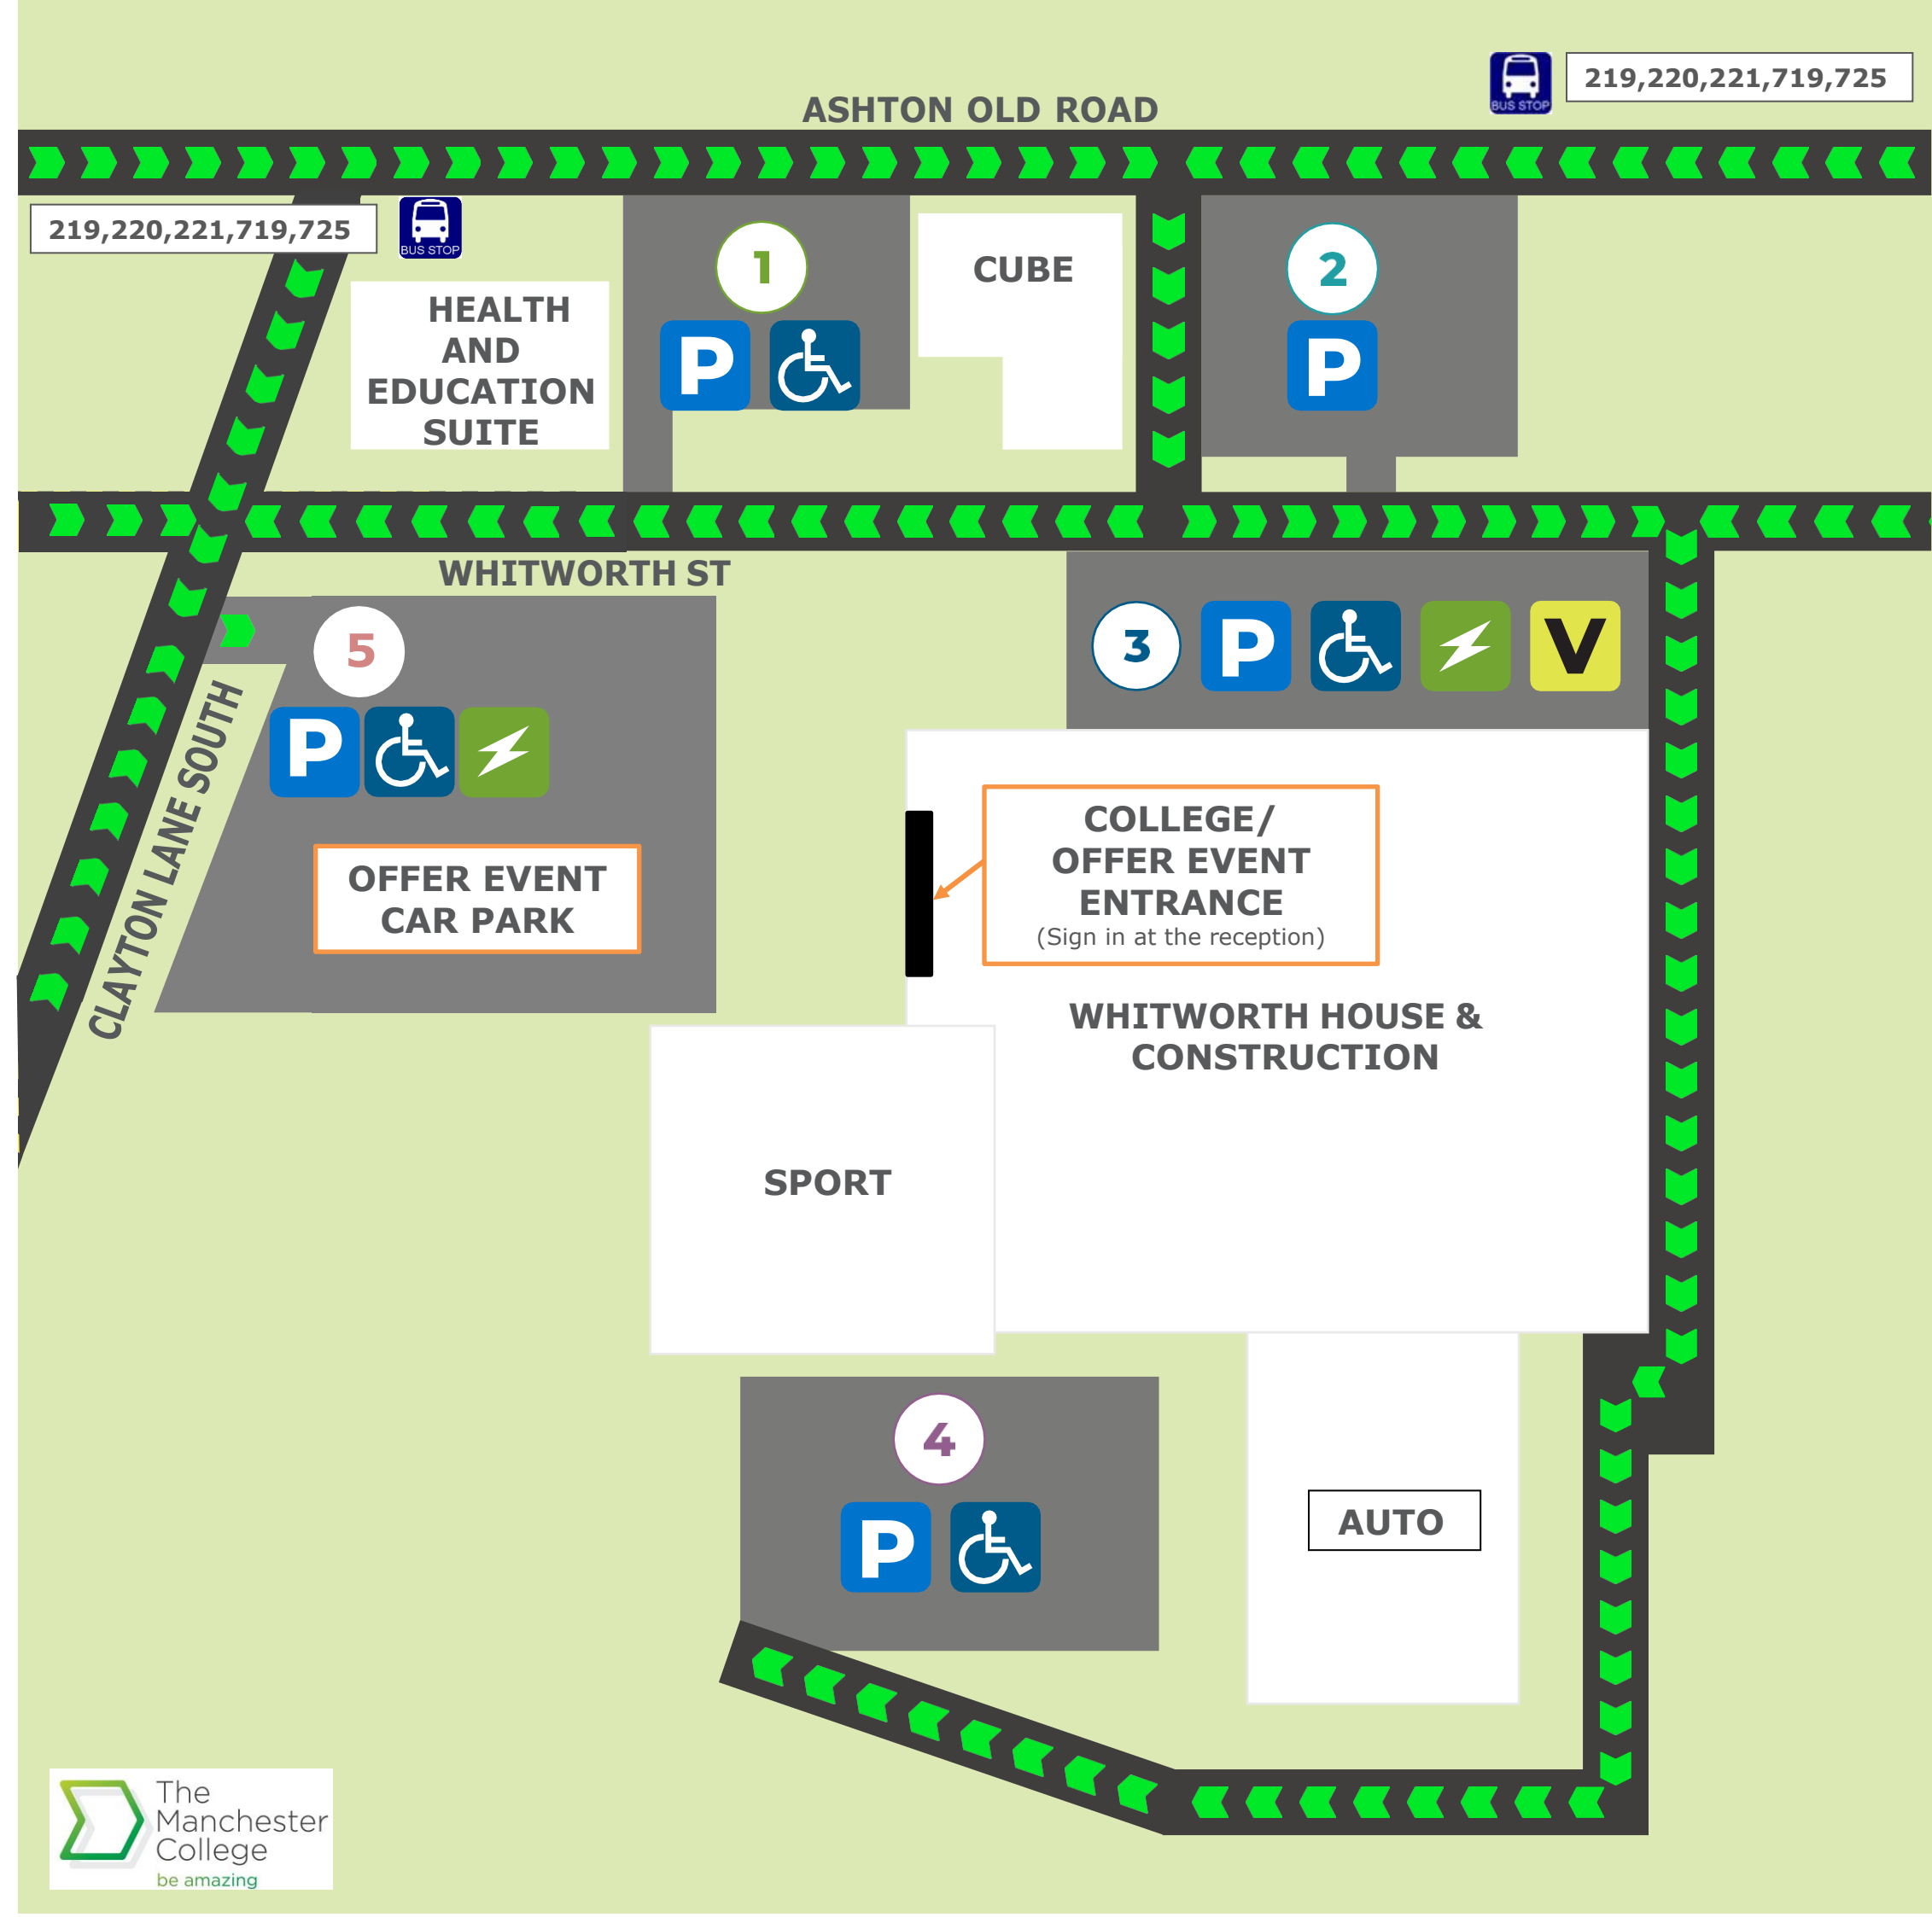 219,220,221,719,725
BUS STOP
ASHTON OLD ROAD
219,220,221,719,725
BUS STOP
HEALTH
AND
EDUCATION
SUITE
1
P
CUBE
2
P
WHITWORTH ST
5
P
CLAYTON LANE SOUTH
OFFER EVENT
CAR PARK
3
P
V
COLLEGE/
OFFER EVENT
ENTRANCE
(Sign in at the reception)
WHITWORTH HOUSE &
CONSTRUCTION
SPORT
4
P
AUTO
The
Manchester
College
be amazing